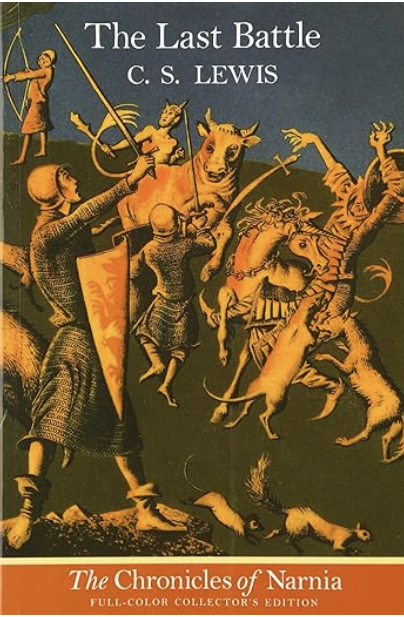 The Last Battle
C. S. LEWIS
The Chronicles of Narnia
FULL-COLOR COLLECTOR'S EDITION